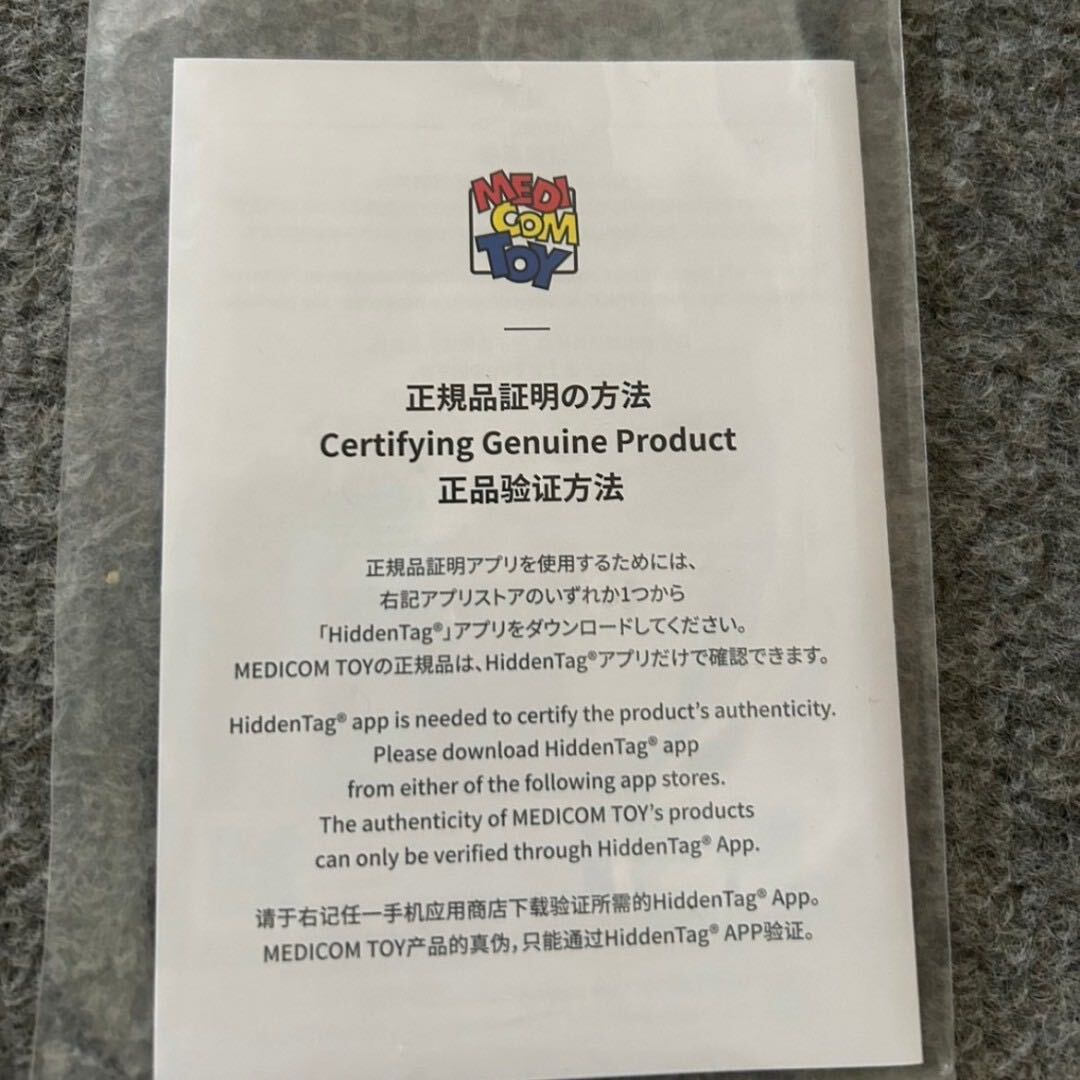 MEDI
COM
TOY
正規品証明の方法
Certifying Genuine Product
正品验证方法
正規品証明アプリを使用するためには、
右記アプリストアのいずれか1つから
「HiddenTag®」アプリをダウンロードしてください。
MEDICOM TOYの正規品は、HiddenTag®アプリだけで確認できます。
HiddenTag® app is needed to certify the product's authenticity.
Please download HiddenTag® app
from either of the following app stores.
The authenticity of MEDICOM TOY's products
can only be verified through HiddenTag® App.
请于右记任一手机应用商店下载验证所需的HiddenTag® App。
MEDICOM TOY产品的真伪，只能通过HiddenTag® APP验证。